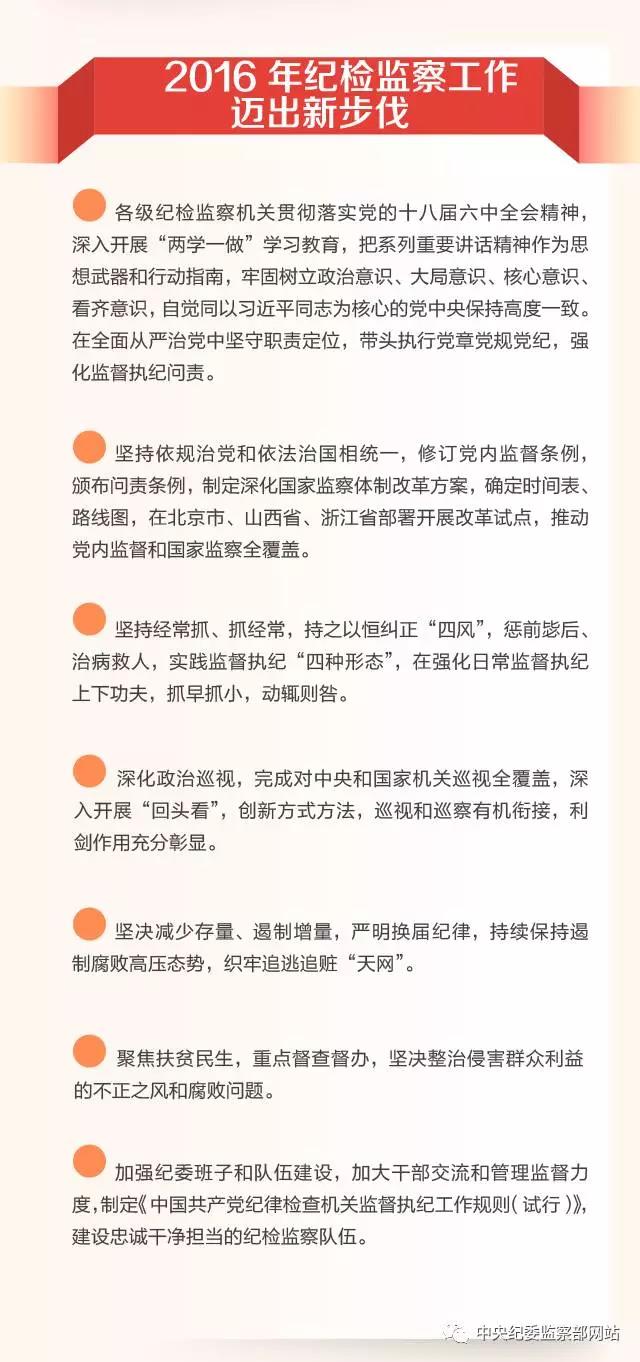 2016 年纪检监察工作
迈出新步伐
各级纪检监察机关贯彻落实党的十八届六中全会精神，
深入开展“两学一做”学习教育，把系列重要讲话精神作为思
想武器和行动指南，牢固树立政治意识、大局意识、核心意识、
看齐意识，自觉同以习近平同志为核心的党中央保持高度一致。
在全面从严治党中坚守职责定位，带头执行党章党规党纪，强
化监督执纪问责。
坚持依规治党和依法治国相统一，修订党内监督条例，
颁布问责条例，制定深化国家监察体制改革方案，确定时间表、
路线图，在北京市、山西省、浙江省部署开展改革试点，推动
党内监督和国家监察全覆盖。
坚持经常抓、抓经常，持之以恒纠正“四风”，惩前毖后、
治病救人，实践监督执纪“四种形态”，在强化日常监督执纪
上下功夫，抓早抓小，动辄则咎。
深化政治巡视，完成对中央和国家机关巡视全覆盖，深
入开展“回头看”，创新方式方法，巡视和巡察有机衔接，利
剑作用充分彰显。
坚决减少存量、遏制增量，严明换届纪律，持续保持遏
制腐败高压态势，织牢追逃追赃“天网”。
聚焦扶贫民生，重点督查督办，坚决整治侵害群众利益
的不正之风和腐败问题。
加强纪委班子和队伍建设，加大干部交流和管理监督力
度，制定《中国共产党纪律检查机关监督执纪工作规则（试行）》，
建设忠诚干净担当的纪检监察队伍。
中央纪委监察部网站